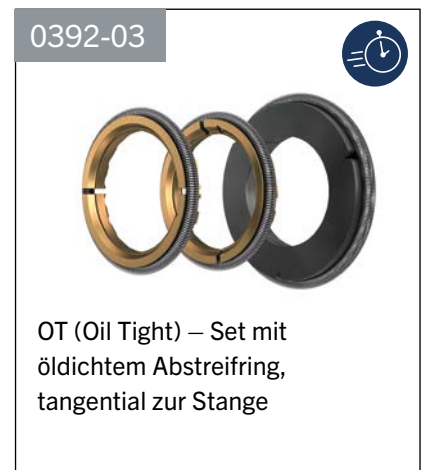 0392-03
OT (Oil Tight) – Set mit
öldichtem Abstreifring,
tangential zur Stange